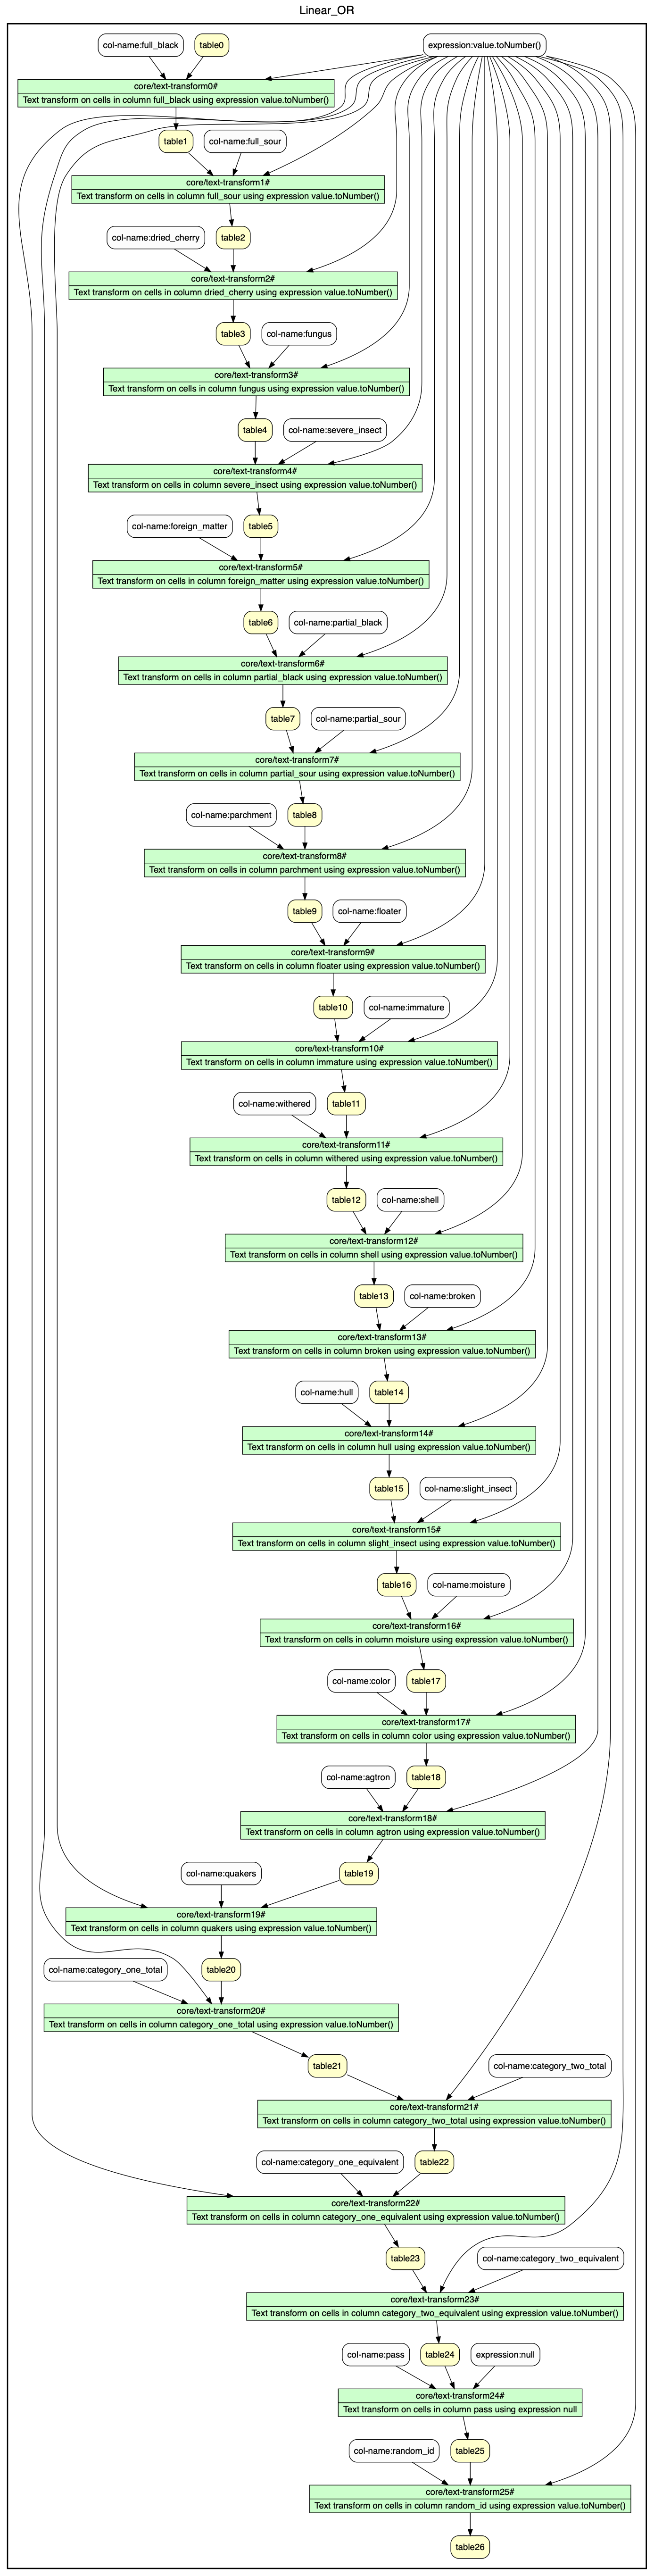 Linear_OR
col-name:full_black
table0
expression:value.toNumber()
core/text-transform0#
Text transform on cells in column full_black using expression value.toNumber()
table1
col-name:full_sour
core/text-transform1#
Text transform on cells in column full_sour using expression value.toNumber()
col-name:dried_cherry
table2
core/text-transform2#
Text transform on cells in column dried_cherry using expression value.toNumber()
table3
col-name:fungus
core/text-transform3#
Text transform on cells in column fungus using expression value.toNumber()
table4
col-name:severe_insect
core/text-transform4#
Text transform on cells in column severe_insect using expression value.toNumber()
col-name:foreign_matter
table5
core/text-transform5#
Text transform on cells in column foreign_matter using expression value.toNumber()
table6
col-name:partial_black
core/text-transform6#
Text transform on cells in column partial_black using expression value.toNumber()
table7
col-name:partial_sour
core/text-transform7#
Text transform on cells in column partial_sour using expression value.toNumber()
col-name:parchment
table8
core/text-transform8#
Text transform on cells in column parchment using expression value.toNumber()
table9
col-name:floater
core/text-transform9#
Text transform on cells in column floater using expression value.toNumber()
table10
col-name:immature
core/text-transform10#
Text transform on cells in column immature using expression value.toNumber()
col-name:withered
table11
core/text-transform11#
Text transform on cells in column withered using expression value.toNumber()
table12
col-name:shell
core/text-transform12#
Text transform on cells in column shell using expression value.toNumber()
table13
col-name:broken
core/text-transform13#
Text transform on cells in column broken using expression value.toNumber()
col-name:hull
table14
core/text-transform14#
Text transform on cells in column hull using expression value.toNumber()
table15
col-name:slight_insect
core/text-transform15#
Text transform on cells in column slight_insect using expression value.toNumber()
table16
col-name:moisture
core/text-transform16#
Text transform on cells in column moisture using expression value.toNumber()
col-name:color
table17
core/text-transform17#
Text transform on cells in column color using expression value.toNumber()
col-name:agtron
table18
core/text-transform18#
Text transform on cells in column agtron using expression value.toNumber()
col-name:quakers
table19
core/text-transform19#
Text transform on cells in column quakers using expression value.toNumber()
col-name:category_one_total
table20
core/text-transform20#
Text transform on cells in column category_one_total using expression value.toNumber()
table21
col-name:category_two_total
core/text-transform21#
Text transform on cells in column category_two_total using expression value.toNumber()
col-name:category_one_equivalent
table22
core/text-transform22#
Text transform on cells in column category_one_equivalent using expression value.toNumber()
table23
col-name:category_two_equivalent
core/text-transform23#
Text transform on cells in column category_two_equivalent using expression value.toNumber()
col-name:pass
table24
expression:null
core/text-transform24#
Text transform on cells in column pass using expression null
col-name:random_id
table25
core/text-transform25#
Text transform on cells in column random_id using expression value.toNumber()
table26